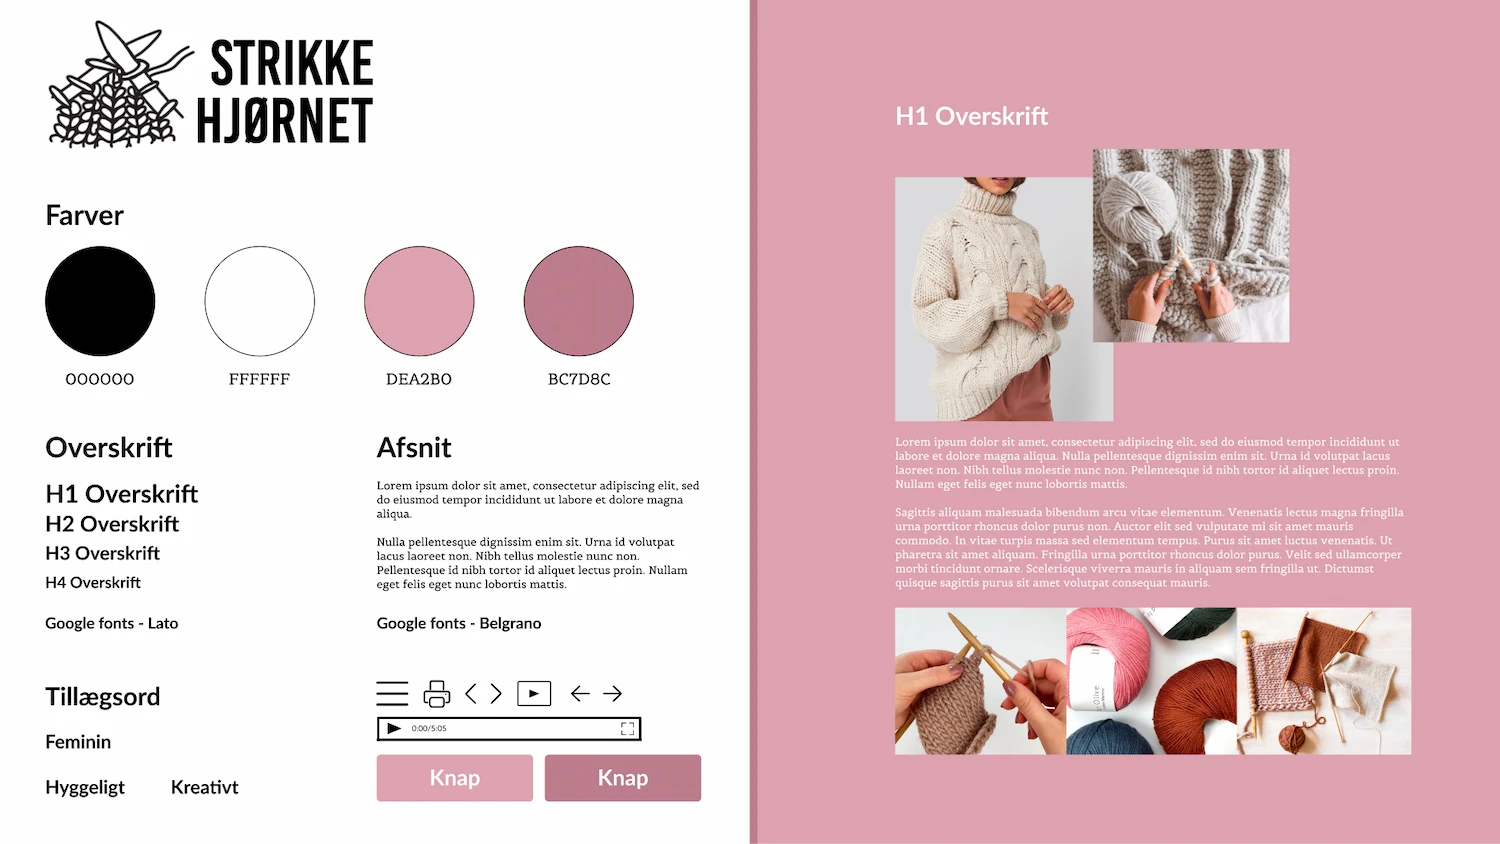 STRIKKE
HJØRNET
Farver
000000
FFFFFF
DEA2B0
BC7D8C
Overskrift
H1 Overskrift
H2 Overskrift
H3 Overskrift
H4 Overskrift
Google fonts - Lato
Afsnit
Lorem ipsum dolor sit amet, consectetur adipiscing elit, sed
do eiusmod tempor incididunt ut labore et dolore magna
aliqua.
Nulla pellentesque dignissim enim sit. Urna id volutpat
lacus laoreet non. Nibh tellus molestie nunc non.
Pellentesque id nibh tortor id aliquet lectus proin. Nullam
eget felis eget nunc lobortis mattis.
Google fonts - Belgrano
Tillægsord
Feminin
Hyggeligt
Kreativt
0:00/5:05
Knap
Knap
H1 Overskrift
Lorem ipsum dolor sit amet, consectetur adipiscing elit, sed do eiusmod tempor incididunt ut
labore et dolore magna aliqua. Nulla pellentesque dignissim enim sit. Urna id volutpat lacus
laoreet non. Nibh tellus molestie nunc non. Pellentesque id nibh tortor id aliquet lectus proin.
Nullam eget felis eget nunc lobortis mattis.
Sagittis aliquam malesuada bibendum arcu vitae elementum. Venenatis lectus magna fringilla
urna porttitor rhoncus dolor purus non. Auctor elit sed vulputate mi sit amet mauris
commodo. In vitae turpis massa sed elementum tempus. Purus sit amet luctus venenatis. Ut
pharetra sit amet aliquam. Fringilla urna porttitor rhoncus dolor purus. Velit sed ullamcorper
morbi tincidunt ornare. Scelerisque viverra mauris in aliquam sem fringilla ut. Dictumst
quisque sagittis purus sit amet volutpat consequat mauris.
Olive